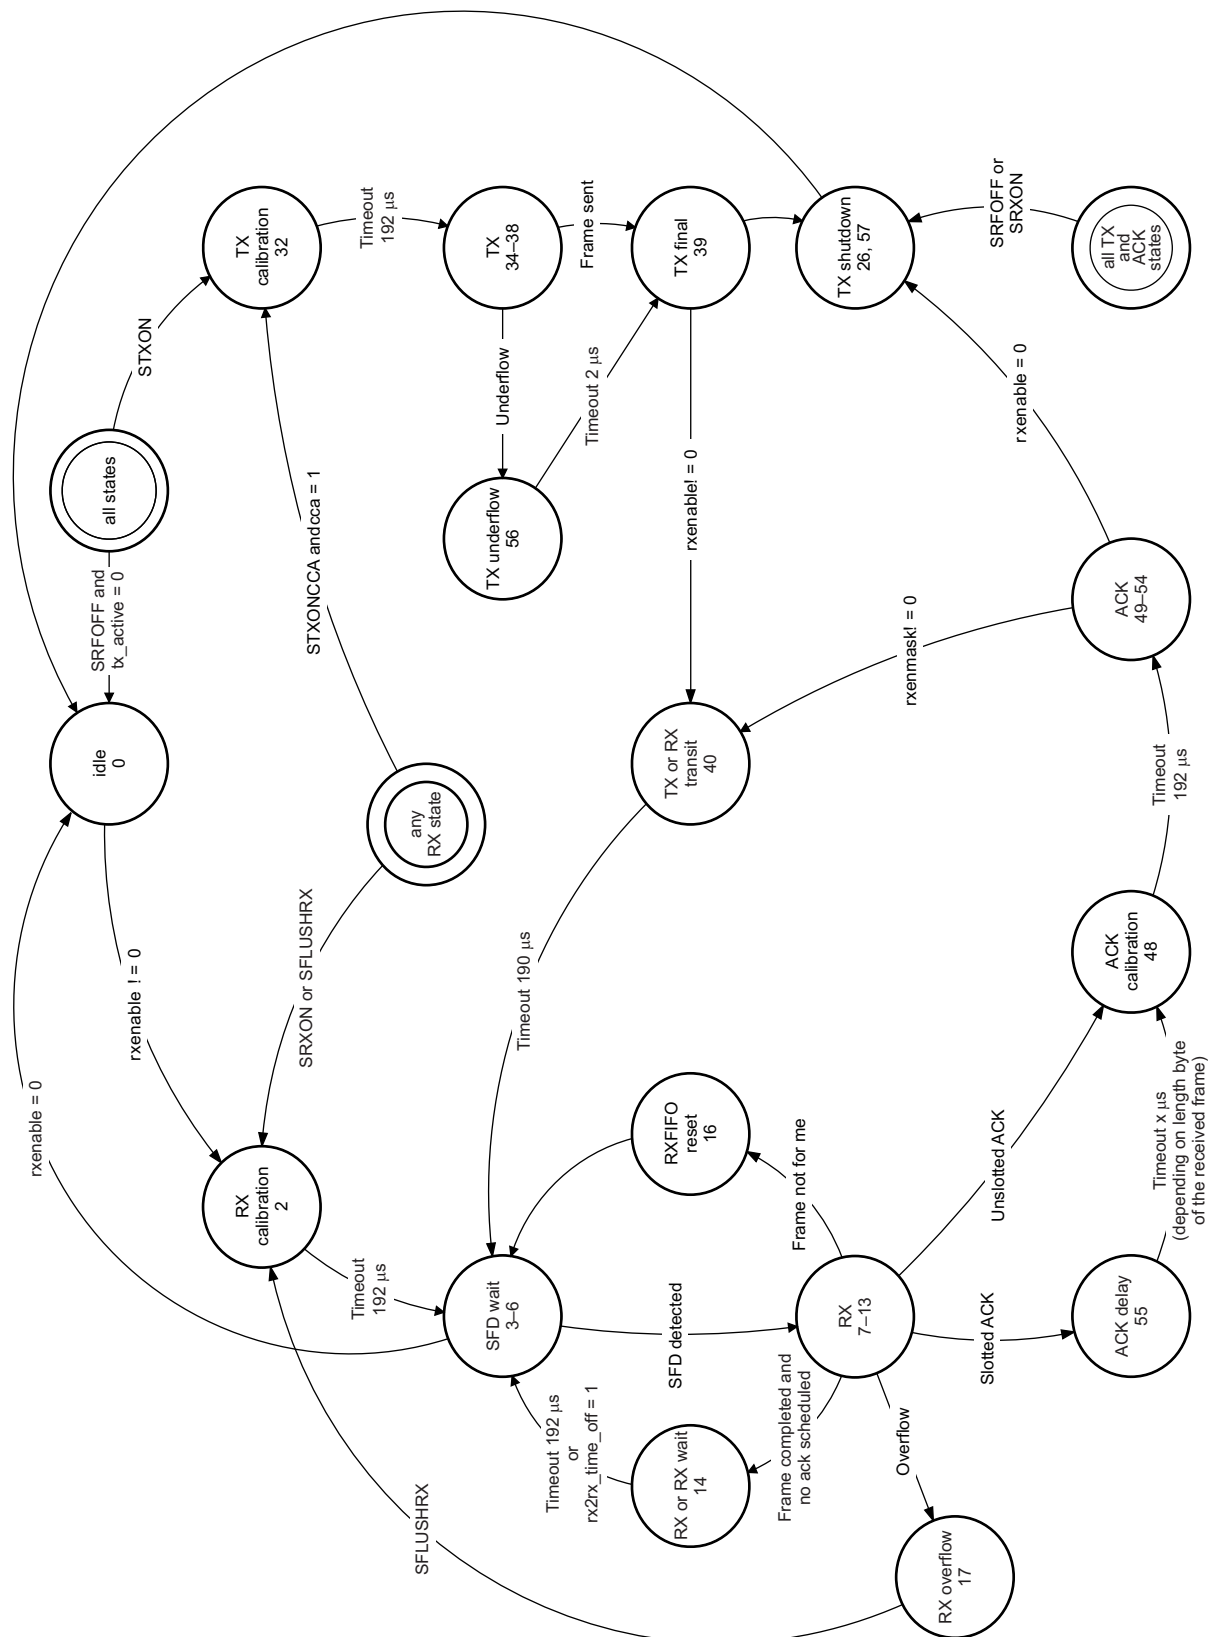 rxenable = 0
SRFOFF and
tx_active = 0
idle
0
all states
rxenable ! = 0
STXON
RX
calibration
2
TX
calibration
32
SRXON or SFLUSHRX
STXONCCA andcca = 1
Timeout
192 µs
Timeout
192 µs
SFLUSHRX
any
RX state
SFD wait
3–6
TX underflow
56
TX
34–38
Underflow
Timeout 190 µs
Timeout 192 µs
or
rx2rx_time_off = 1
Timeout 2 µs
Frame sent
SFD detected
RX or RX wait
14
RXFIFO
reset
16
TX or RX
transit
40
rxenable! = 0
TX final
39
Frame completed and
no ack scheduled
Frame not for me
RX
7–13
TX shutdown
26, 57
Overflow
rxenmask! = 0
RX overflow
17
Slotted ACK
Unslotted ACK
rxenable = 0
SRFOFF or
SRXON
ACK delay
55
ACK
calibration
48
ACK
49–54
all TX
and
ACK
states
Timeout x µs
(depending on length byte
of the received frame)
Timeout
192 µs